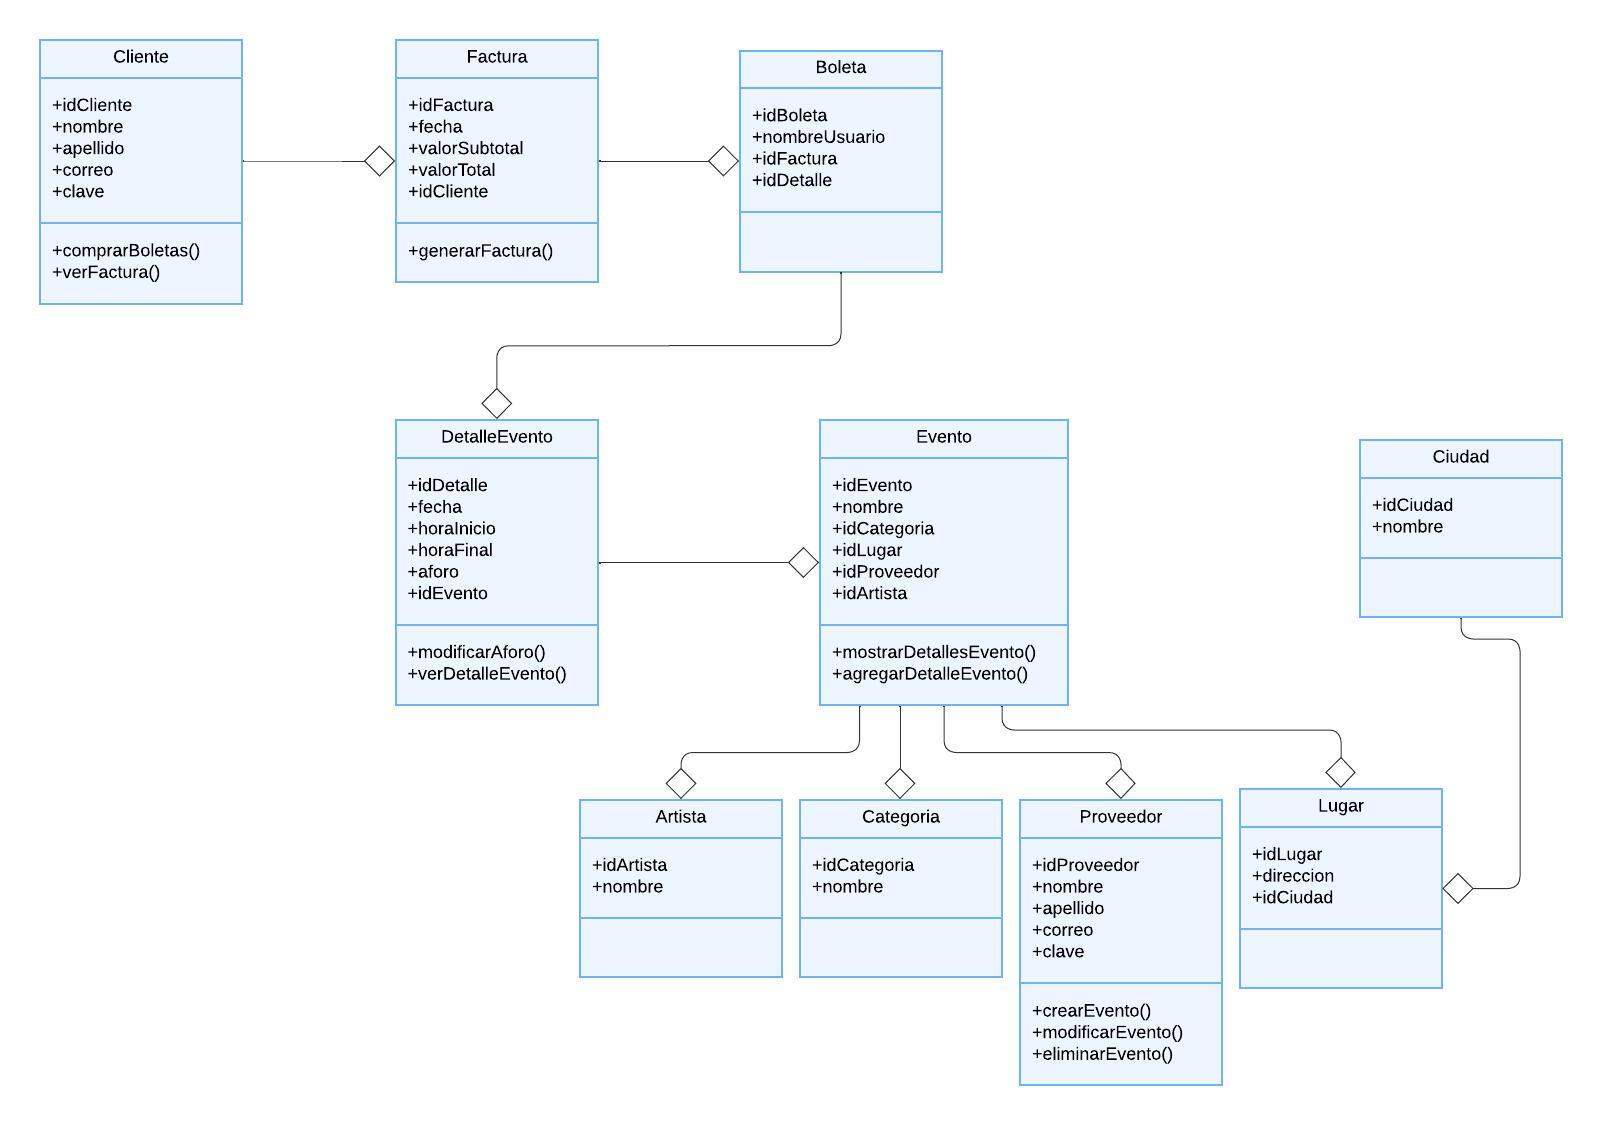 Cliente
+idCliente
+nombre
+apellido
+correo
+clave
+comprarBoletas()
+verFactura()
Factura
+idFactura
+fecha
+valorSubtotal
+valorTotal
+idCliente
+generarFactura()
Boleta
+idBoleta
+nombreUsuario
+idFactura
+idDetalle
DetalleEvento
+idDetalle
+fecha
+horaInicio
+horaFinal
+aforo
+idEvento
+modificarAforo()
+verDetalleEvento()
Evento
+idEvento
+nombre
+idCategoria
+idLugar
+idProveedor
+idArtista
+mostrarDetallesEvento()
+agregarDetalleEvento()
Ciudad
+idCiudad
+nombre
Artista
+idArtista
+nombre
Categoria
+idCategoria
+nombre
Proveedor
+idProveedor
+nombre
+apellido
+correo
+clave
+crearEvento()
+modificarEvento()
+eliminarEvento()
Lugar
+idLugar
+direccion
+idCiudad